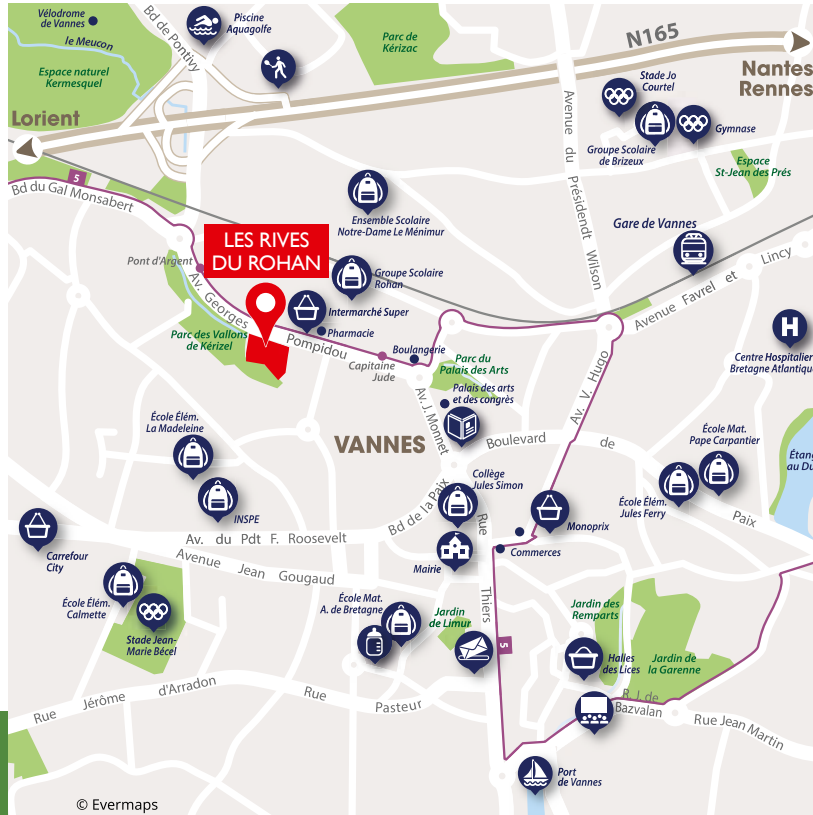 Vélodrome
de Vannes
le Meucon
Espace naturel
Kermesquel
Bd de Pontivy
Piscine
Aquagolfe
Parc de
Kérizac
N165
Nantes
Rennes
Lorient
Stade Jo
Courtel
Gymnase
Groupe Scolaire
de Brizeux
Avenue du Présidendt Wilson
Espace
St-Jean des Prés
5
Bd du Gal Monsabert
Ensemble Scolaire
Notre-Dame Le Ménimur
Gare de Vannes
LES RIVES
DU ROHAN
Pont d'Argent
Groupe Scolaire
Rohan
Avenue Favrel et Lincy
Av. Georges Pompidou
Intermarché Super
Pharmacie
Parc des Vallons
de Kérizel
Boulangerie
Capitaine
Jude
Parc du
Palais des Arts
H
Centre Hospitalier
Bretagne Atlantiqu
Av. V. Hugo
Palais des arts
et des congrès
Av. J. Monnet
École Élém.
La Madeleine
VANNES
Boulevard de
École Mat.
Pape Carpantier
Étan
au Du
Collège
Jules Simon
INSPE
Bd de la Paix
Rue
Monoprix
École Élém.
Jules Ferry
Paix
Carrefour
City
Av. du Pdt F. Roosevelt
Commerces
Mairie
Avenue Jean Gougaud
École Élém.
Calmette
École Mat.
A. de Bretagne
Thiers
Jardin
de Limur
Jardin des
Remparts
Stade Jean-
Marie Bécel
5
Halles
des Lices
Jardin de
la Garenne
Rue Jérôme d'Arradon
Rue Pasteur
R. J. de
Bazvalan
Rue Jean Martin
Port
de Vannes
© Evermaps